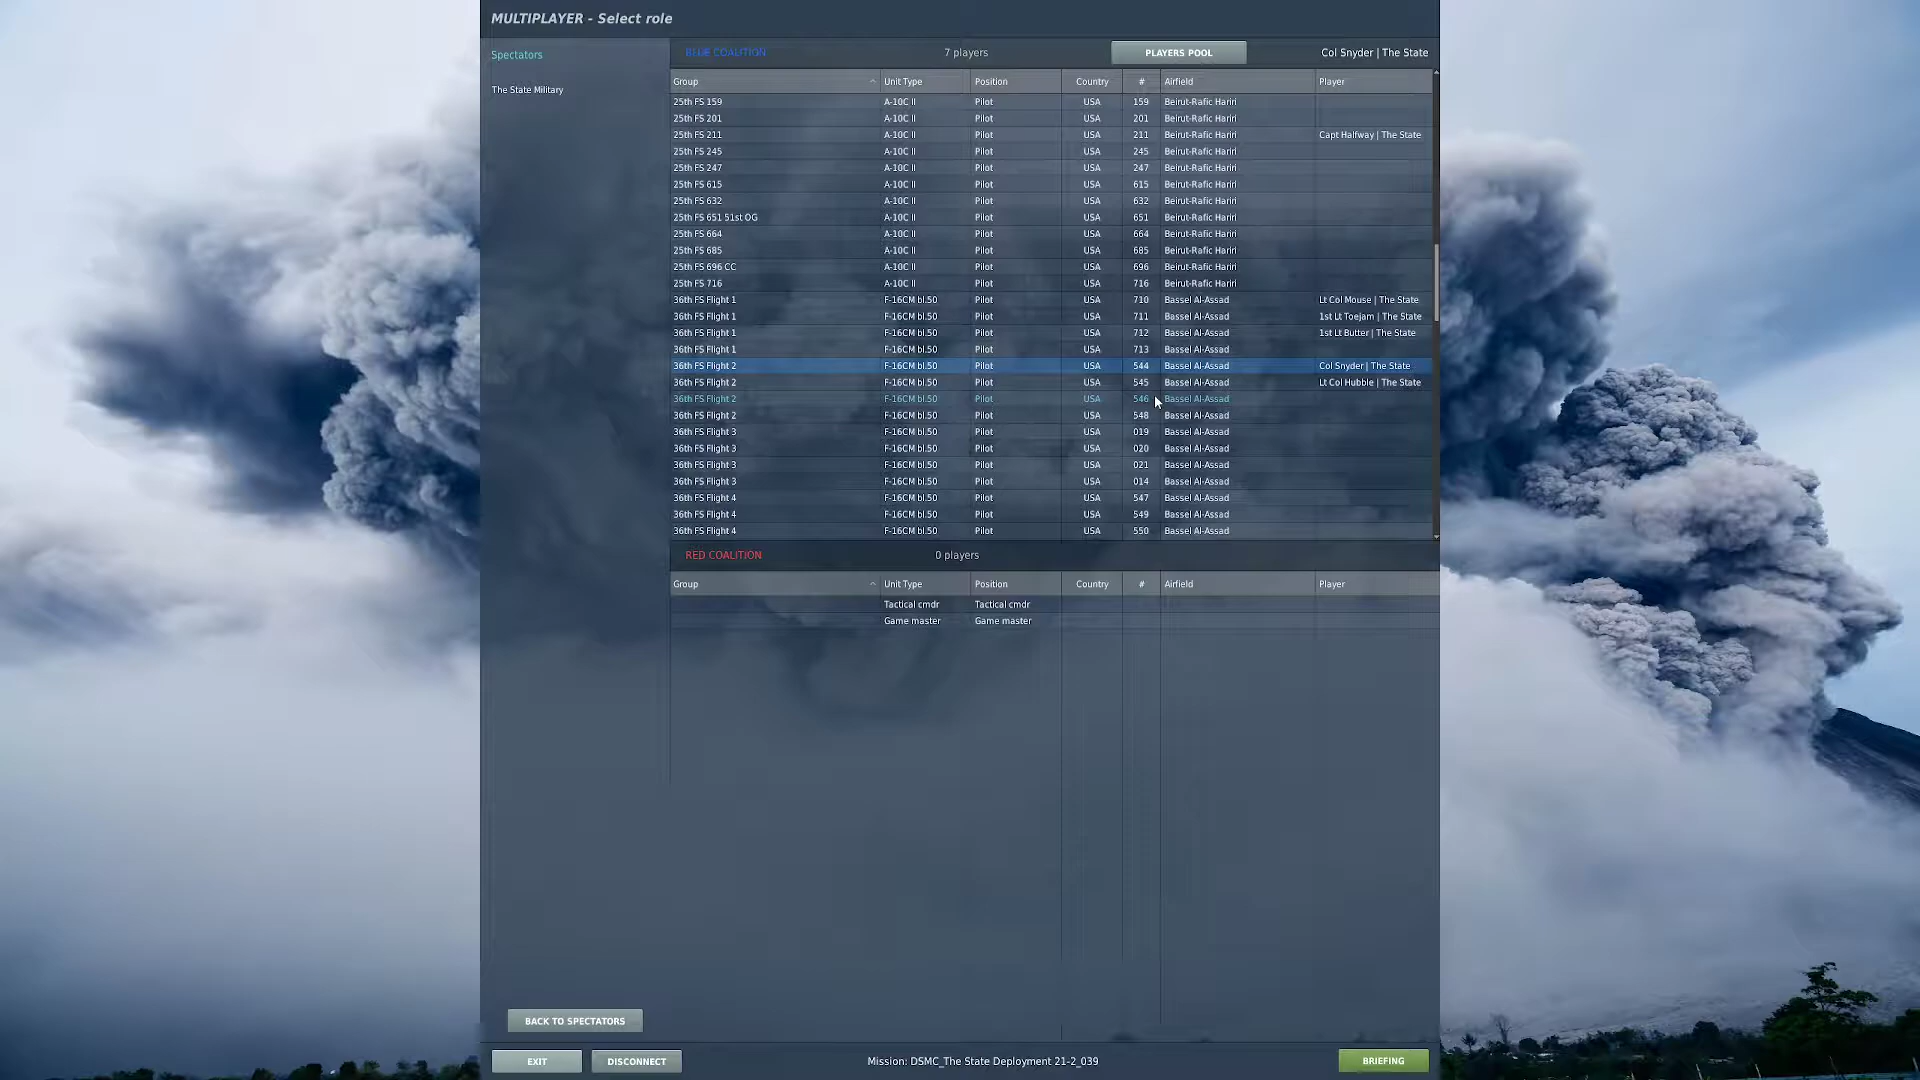 MULTIPLAYER - Select role
Spectators
The State Military
BLUE COALITION 7 players PLAYERS POOL Col Snyder | The State
Group Unit Type Position Country # Airfield Player
25th FS 159 A-10C II Pilot USA 159 Beirut-Rafic Hariri
25th FS 201 A-10C II Pilot USA 201 Beirut-Rafic Hariri
25th FS 211 A-10C II Pilot USA 211 Beirut-Rafic Hariri Capt Halfway | The State
25th FS 245 A-10C II Pilot USA 245 Beirut-Rafic Hariri
25th FS 247 A-10C II Pilot USA 247 Beirut-Rafic Hariri
25th FS 615 A-10C II Pilot USA 615 Beirut-Rafic Hariri
25th FS 632 A-10C II Pilot USA 632 Beirut-Rafic Hariri
25th FS 651 51st OG A-10C II Pilot USA 651 Beirut-Rafic Hariri
25th FS 664 A-10C II Pilot USA 664 Beirut-Rafic Hariri
25th FS 685 A-10C II Pilot USA 685 Beirut-Rafic Hariri
25th FS 696 CC A-10C II Pilot USA 696 Beirut-Rafic Hariri
25th FS 716 A-10C II Pilot USA 716 Beirut-Rafic Hariri
36th FS Flight 1 F-16CM bl.50 Pilot USA 710 Bassel Al-Assad Lt Col Mouse | The State
36th FS Flight 1 F-16CM bl.50 Pilot USA 711 Bassel Al-Assad 1st Lt Toejam | The State
36th FS Flight 1 F-16CM bl.50 Pilot USA 712 Bassel Al-Assad 1st Lt Butter | The State
36th FS Flight 1 F-16CM bl.50 Pilot USA 713 Bassel Al-Assad
36th FS Flight 2 F-16CM bl.50 Pilot USA 544 Bassel Al-Assad Col Snyder | The State
36th FS Flight 2 F-16CM bl.50 Pilot USA 545 Bassel Al-Assad Lt Col Hubble | The State
36th FS Flight 2 F-16CM bl.50 Pilot USA 546 Bassel Al-Assad
36th FS Flight 2 F-16CM bl.50 Pilot USA 548 Bassel Al-Assad
36th FS Flight 3 F-16CM bl.50 Pilot USA 019 Bassel Al-Assad
36th FS Flight 3 F-16CM bl.50 Pilot USA 020 Bassel Al-Assad
36th FS Flight 3 F-16CM bl.50 Pilot USA 021 Bassel Al-Assad
36th FS Flight 3 F-16CM bl.50 Pilot USA 014 Bassel Al-Assad
36th FS Flight 4 F-16CM bl.50 Pilot USA 547 Bassel Al-Assad
36th FS Flight 4 F-16CM bl.50 Pilot USA 549 Bassel Al-Assad
36th FS Flight 4 F-16CM bl.50 Pilot USA 550 Bassel Al-Assad
RED COALITION 0 players
Group Unit Type Position Country # Airfield Player
Tactical cmdr Tactical cmdr
Game master Game master
BACK TO SPECTATORS
EXIT DISCONNECT Mission: DSMC_The State Deployment 21-2_039 BRIEFING